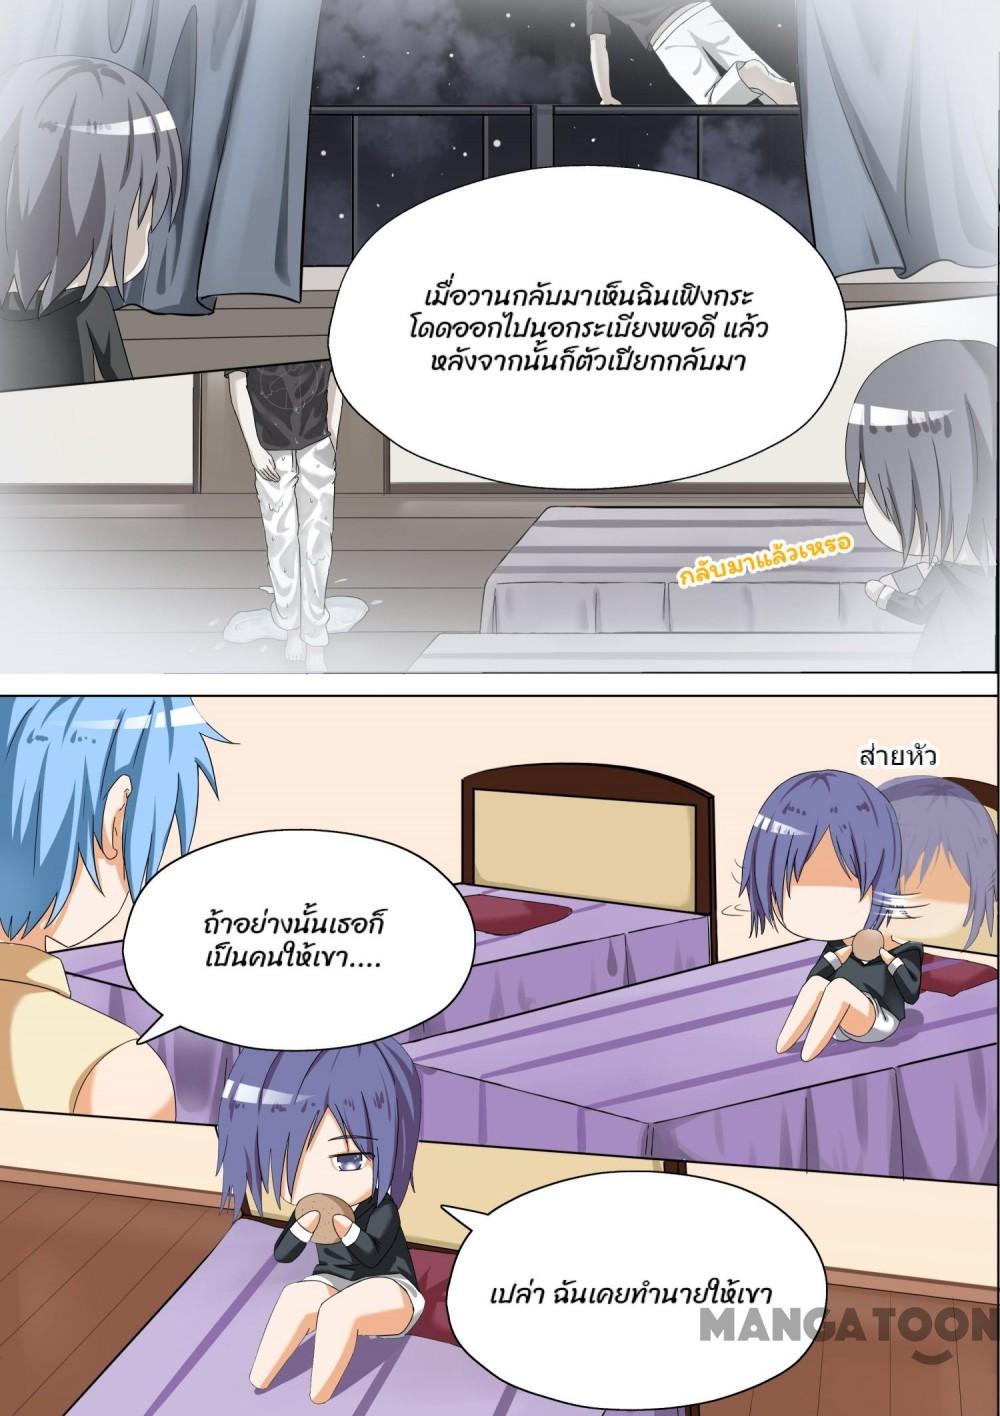 เมื่อวานกลับมาเห็นฉินเฟิงกระ
โดดออกไปนอกระเบียงพอดี แล้ว
หลังจากนั้นก็ตัวเปียกกลับมา
กลับมาแล้วเหรอ
ส่ายหัว
ถ้าอย่างนั้นเธอก็
เป็นคนให้เขา....
เปล่า ฉันเคยทำนายให้เขา
MANGATOON